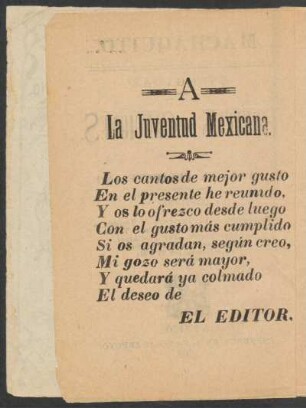 A
La Juventud Mexicana.
Los cantos de mejor gusto
En el presente he reunido,
Y os lo ofrezco desde luego
Con el gusto más cumplido
Si os agradan, según creo,
Mi gozo será mayor,
Y quedará ya colmado
El deseo de
EL EDITOR.